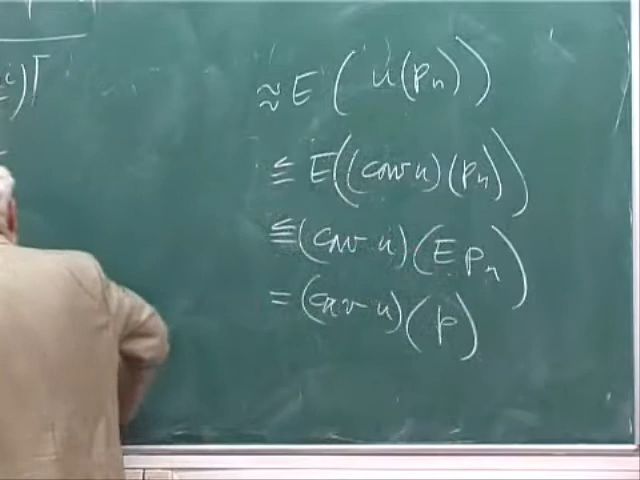 ≈ E(u(pₙ))
≤ E((cav u)(pₙ))
≤ (cav u)(E pₙ)
= (cav u)(p)